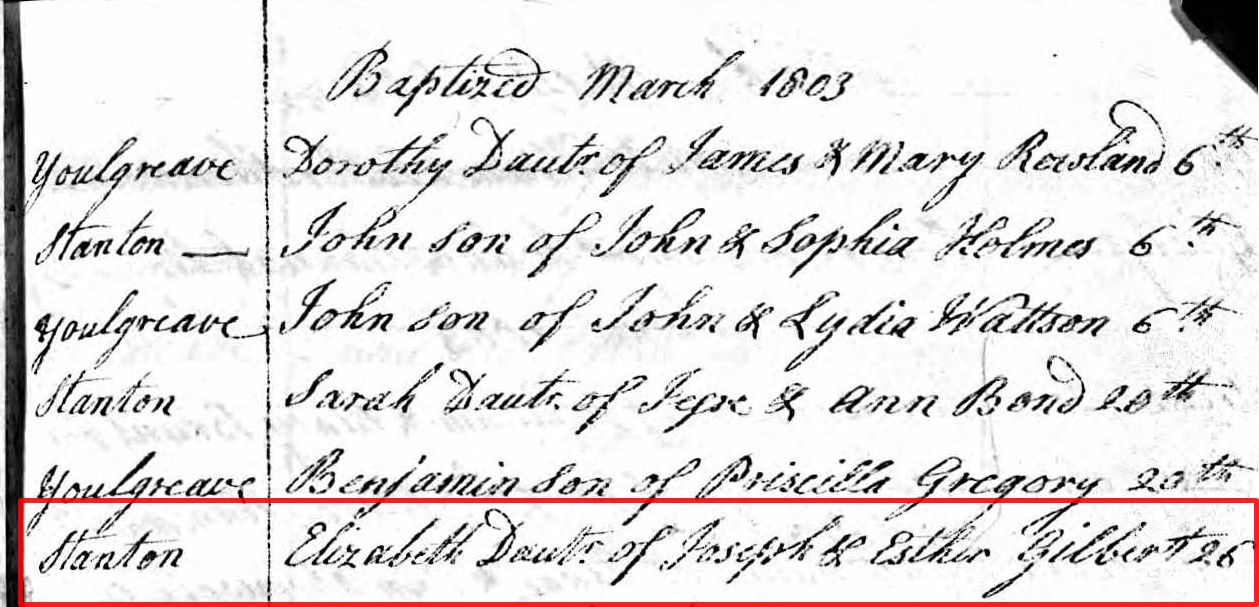 Baptized March 1803
Youlgreave Dorothy Dautr. of James & Mary Rowland 6th
Stanton — John son of John & Sophia Holmes 6th
Youlgreave John son of John & Lydia Wattson 6th
Stanton Sarah Dautr. of & Ann Bond 20th
Youlgreave Benjamin son of Priscilla Gregory 20th
Stanton Elizabeth Dautr. of Joseph & Esther Gilbert 26